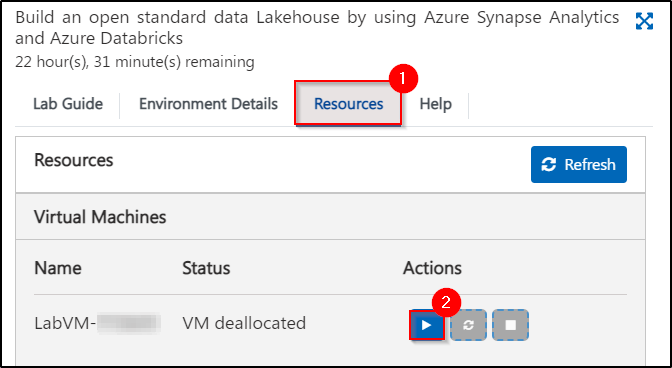 Build an open standard data Lakehouse by using Azure Synapse Analytics
and Azure Databricks
22 hour(s), 31 minute(s) remaining
1
Lab Guide Environment Details Resources Help
Resources Refresh
Virtual Machines
Name Status Actions
2
LabVM- VM deallocated